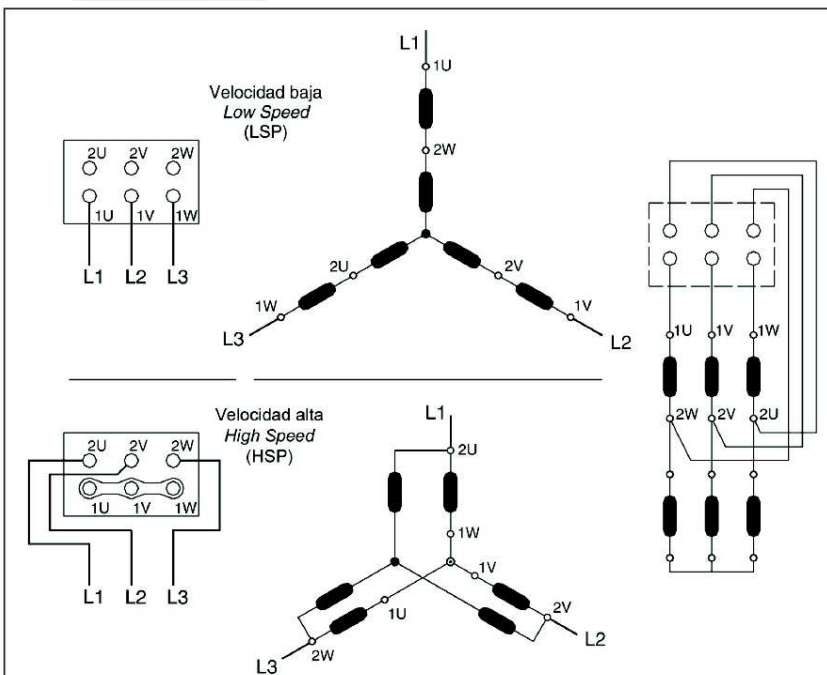 L1
1U
Velocidad baja
Low Speed
(LSP)
2U 2V 2W
1U 1V 1W
L1 L2 L3
2W
2U
2V
1W
1V
L3
L2
1U 1V 1W
2W 2V 2U
Velocidad alta
High Speed
(HSP)
2U 2V 2W
1U 1V 1W
L1 L2 L3
L1
2U
1W
1V
1U
2V
2W
L3
L2